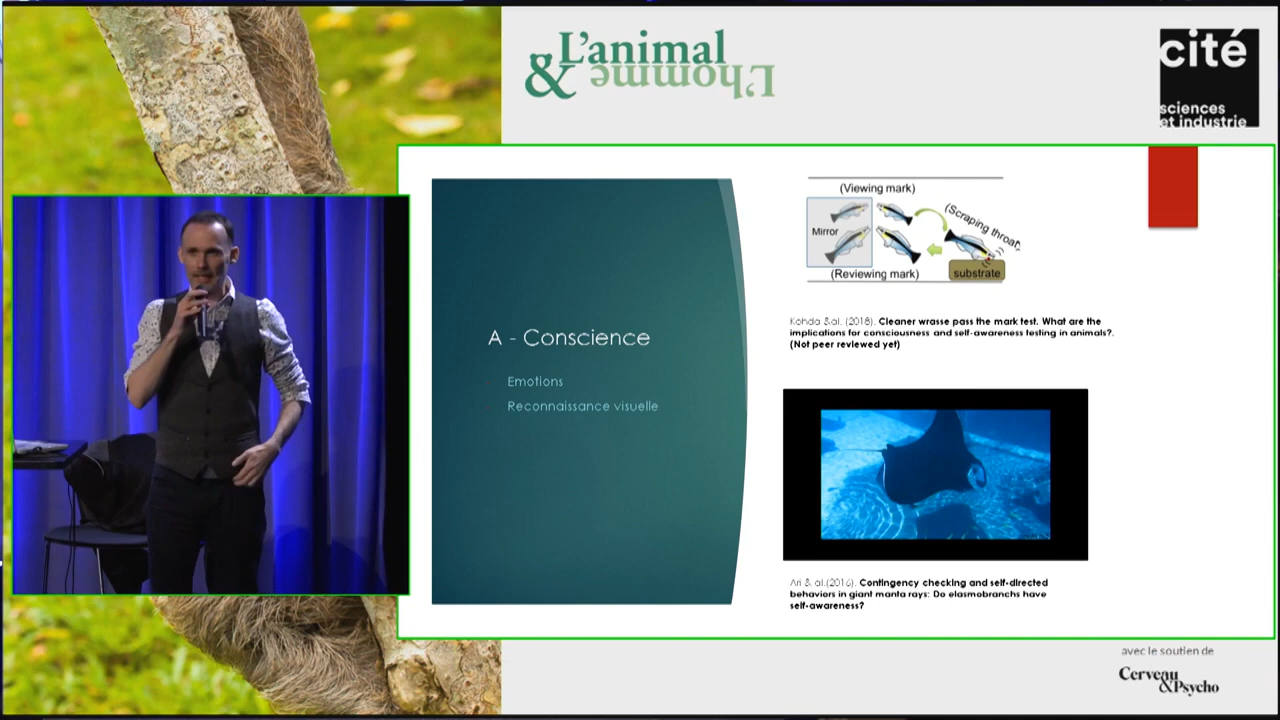 L'animal
& L'homme
cité
sciences
et industrie
(Viewing mark)
(Scraping throat)
Mirror
(Reviewing mark)
substrate
Kohda &al. (2018). Cleaner wrasse pass the mark test. What are the
implications for consciousness and self-awareness testing in animals?.
(Not peer reviewed yet)
A - Conscience
Emotions
Reconnaissance visuelle
Ari & al.(2016). Contingency checking and self-directed
behaviors in giant manta rays: Do elasmobranchs have
self-awareness?
avec le soutien de
Cerveau
&Psycho